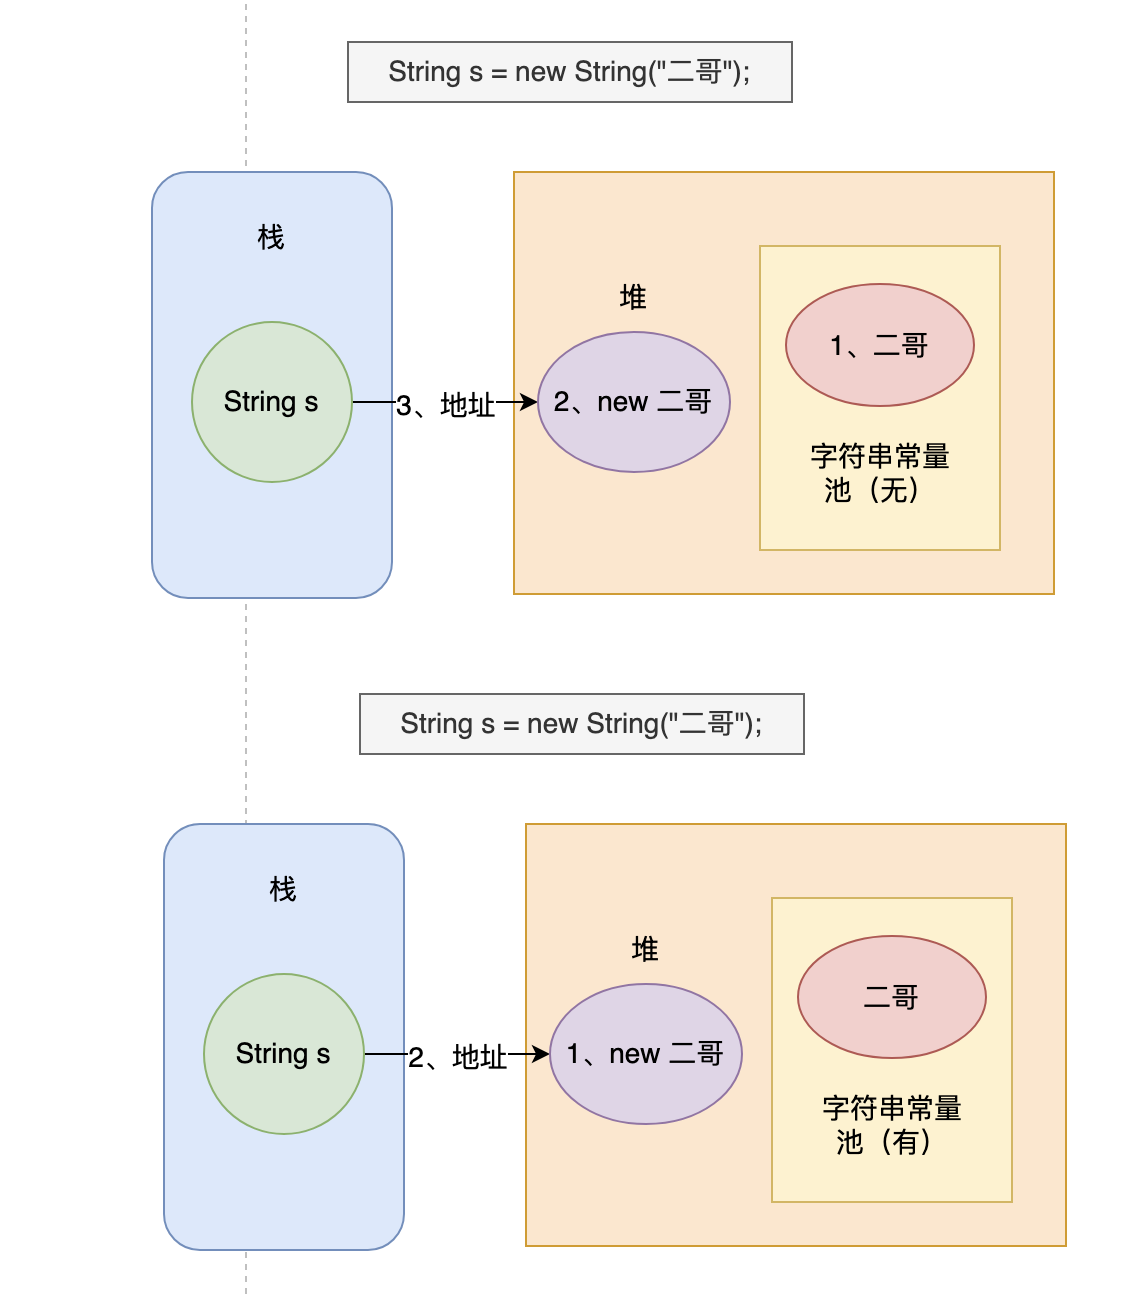 String s = new String("二哥");
栈
堆
1、二哥
String s
3、地址
2、new 二哥
字符串常量
池（无）
String s = new String("二哥");
栈
堆
二哥
String s
2、地址
1、new 二哥
字符串常量
池（有）